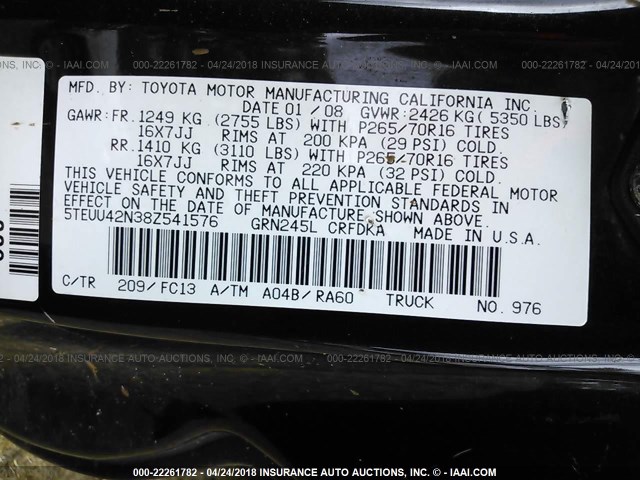 000-22261782 - 04/24/2018 INSURANCE AUTO AUCTIONS, INC. - © - IAAI.COM
MFD. BY: TOYOTA MOTOR MANUFACTURING CALIFORNIA INC.
DATE 01 / 08 GVWR: 2426 KG( 5350 LBS)
GAWR: FR. 1249 KG (2755 LBS) WITH P265/70R16 TIRES
16X7JJ RIMS AT 200 KPA (29 PSI) COLD.
RR. 1410 KG (3110 LBS) WITH P265/70R16 TIRES
16X7JJ RIMS AT 220 KPA (32 PSI) COLD.
THIS VEHICLE CONFORMS TO ALL APPLICABLE FEDERAL MOTOR
VEHICLE SAFETY AND THEFT PREVENTION STANDARDS IN
EFFECT ON THE DATE OF MANUFACTURE SHOWN ABOVE.
5TEUU42N38Z541576 GRN245L CRFDKA MADE IN U.S.A.
C/TR 209/FC13 A/TM A04B/RA60 TRUCK NO. 976
000-22261782 - 04/24/2018 INSURANCE AUTO AUCTIONS, INC. - © - IAAI.COM
000-22261782 - 04/24/2018 INSURANCE AUTO AUCTIONS, INC. - © - IAAI.COM